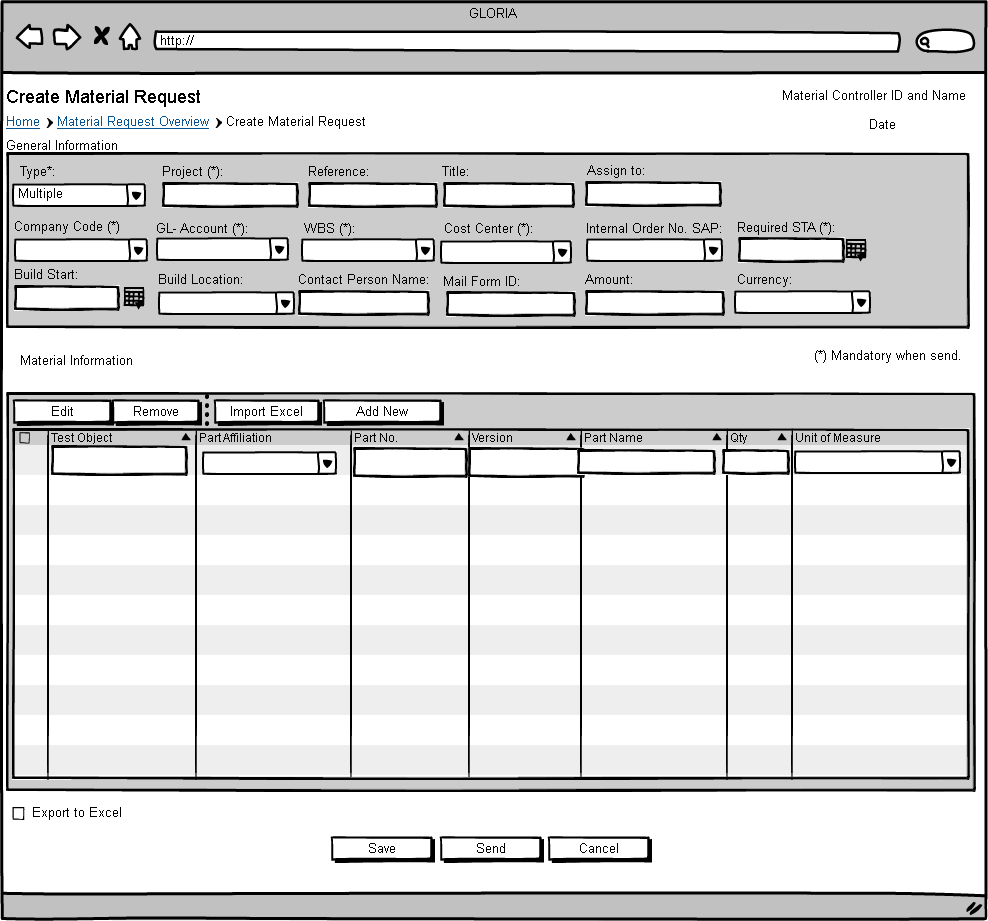 GLORIA
http://
Create Material Request
Material Controller ID and Name
Home Material Request Overview Create Material Request
Date
General Information
Type*: Project (*): Reference: Title: Assign to:
Multiple
Company Code (*) GL- Account (*): WBS (*): Cost Center (*): Internal Order No. SAP: Required STA (*):
Build Start: Build Location: Contact Person Name: Mail Form ID: Amount: Currency:
Material Information
(*) Mandatory when send.
Edit Remove Import Excel Add New
Test Object Part Affiliation Part No. Version Part Name Qty Unit of Measure
Export to Excel
Save Send Cancel